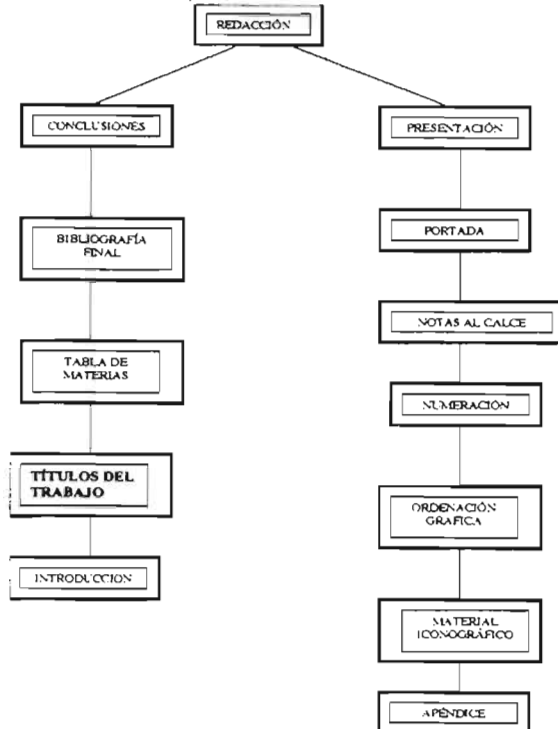 REDACCIÓN
CONCLUSIONES
BIBLIOGRAFÍA
FINAL
TABLA DE
MATERIAS
TÍTULOS DEL
TRABAJO
INTRODUCCION
PRESENTACIÓN
PORTADA
NOTAS AL CALCE
NUMERACIÓN
ORDENACIÓN
GRAFICA
MATERIAL
ICONOGRÁFICO
APÉNDICE